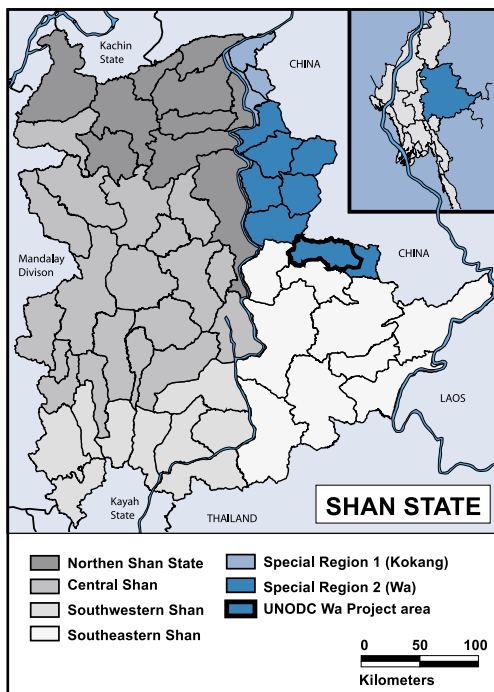 Kachin
State
CHINA
Mandalay
Divison
CHINA
LAOS
Kayah
State
THAILAND
SHAN STATE
Northen Shan State
Central Shan
Southwestern Shan
Southeastern Shan
Special Region 1 (Kokang)
Special Region 2 (Wa)
UNODC Wa Project area
0 50 100
Kilometers